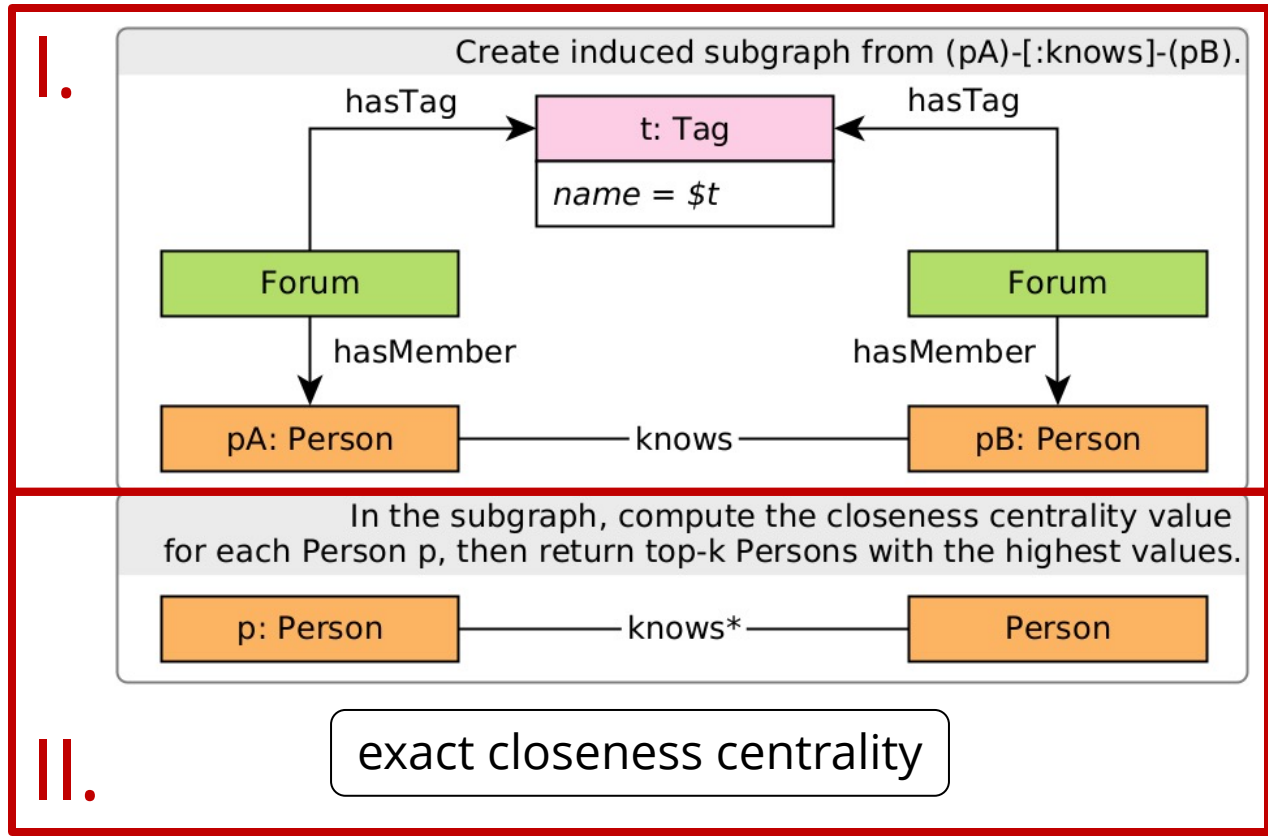 I.
Create induced subgraph from (pA)-[:knows]-(pB).
hasTag
hasTag
t: Tag
name = $t
Forum
Forum
hasMember
hasMember
pA: Person
knows
pB: Person
In the subgraph, compute the closeness centrality value
for each Person p, then return top-k Persons with the highest values.
p: Person
knows*
Person
II.
exact closeness centrality